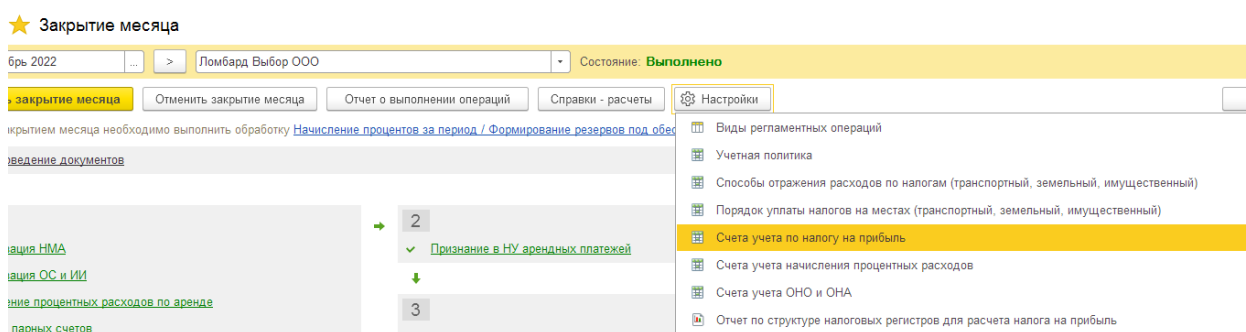 Закрытие месяца
брь 2022 ... > Ломбард Выбор ООО Состояние: Выполнено
ь закрытие месяца Отменить закрытие месяца Отчет о выполнении операций Справки - расчеты Настройки
крытием месяца необходимо выполнить обработку Начисление процентов за период / Формирование резервов под обес
Виды регламентных операций
оведение документов
Учетная политика
Способы отражения расходов по налогам (транспортный, земельный, имущественный)
Порядок уплаты налогов на местах (транспортный, земельный, имущественный)
2
Счета учета по налогу на прибыль
ация НМА
Признание в НУ арендных платежей
Счета учета начисления процентных расходов
ация ОС и ИИ
Счета учета ОНО и ОНА
ение процентных расходов по аренде
3
Отчет по структуре налоговых регистров для расчета налога на прибыль
парных счетов